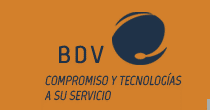 BDV
COMPROMISO Y TECNOLOGÍAS
A SU SERVICIO